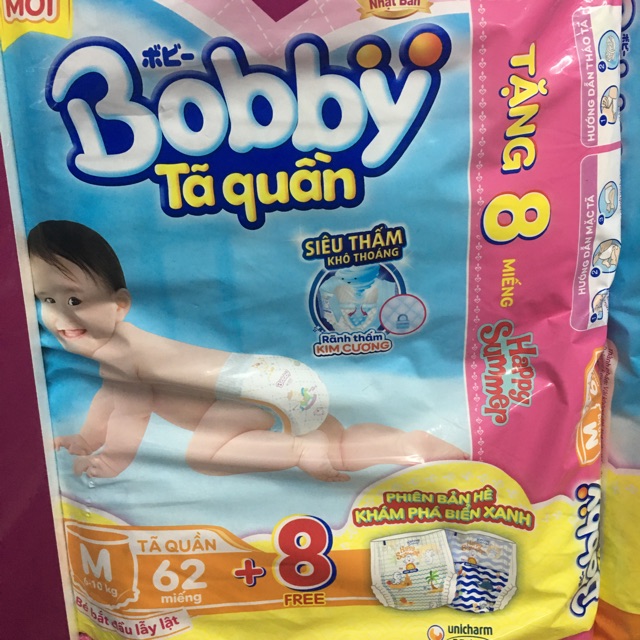 MỚI
Nhật Bản
ボビー
Bobby
Tã quần
SIÊU THẤM
KHÔ THOÁNG
Rãnh thấm
KIM CƯƠNG
TẶNG 8 MIẾNG
Happy
Summer
HƯỚNG DẪN THÁO TÃ
HƯỚNG DẪN MẶC TÃ
PHIÊN BẢN HÈ
KHÁM PHÁ BIỂN XANH
M
6-10 kg
TÃ QUẦN
62
miếng
+8
FREE
Bé bắt đầu lẫy lật
unicharm
M
Bobby